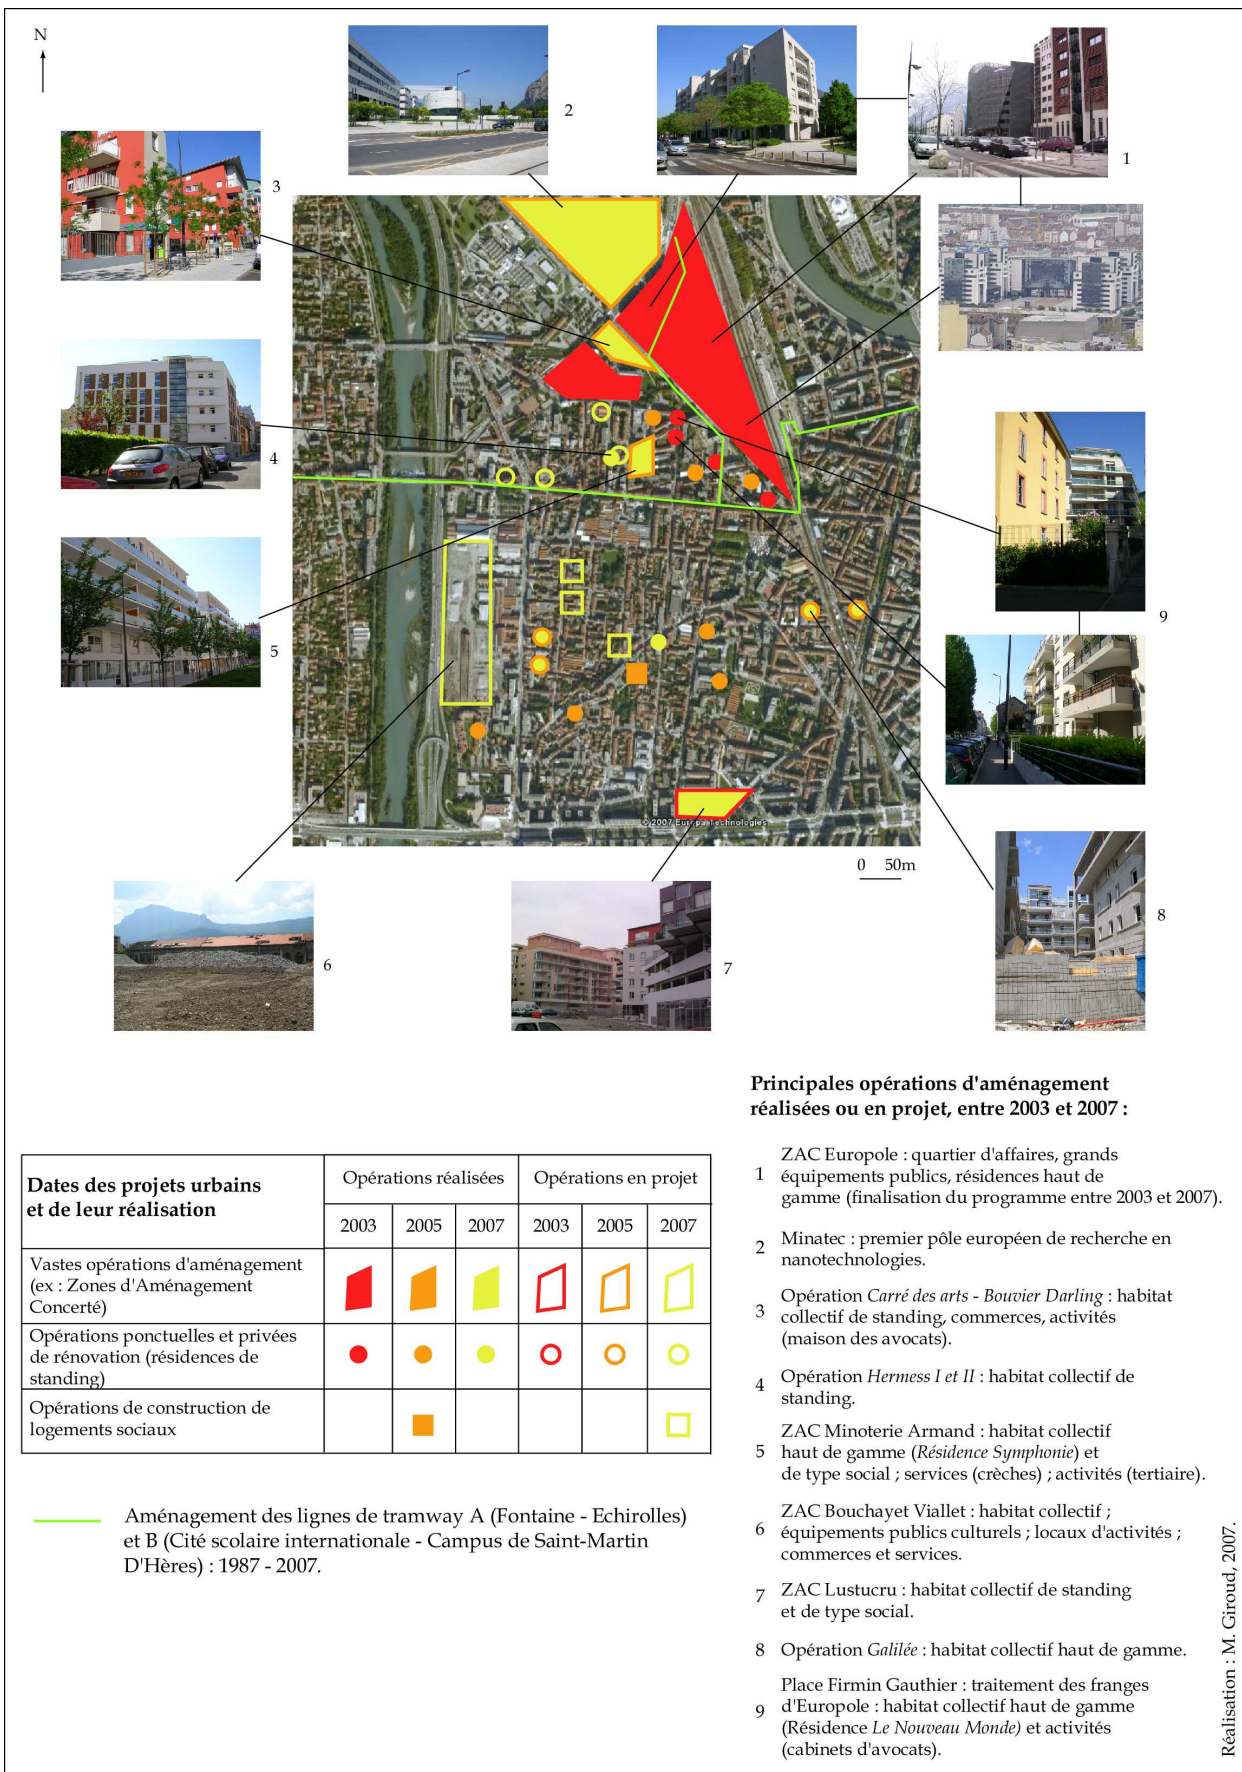 N
2
1
3
4
5
9
8
6
7
© 2007 Europa Technologies
0 50m
Principales opérations d'aménagement
réalisées ou en projet, entre 2003 et 2007 :
1 ZAC Europole : quartier d'affaires, grands
équipements publics, résidences haut de
gamme (finalisation du programme entre 2003 et 2007).
2 Minatec : premier pôle européen de recherche en
nanotechnologies.
3 Opération Carré des arts - Bouvier Darling : habitat
collectif de standing, commerces, activités
(maison des avocats).
4 Opération Hermess I et II : habitat collectif de
standing.
5 ZAC Minoterie Armand : habitat collectif
haut de gamme (Résidence Symphonie) et
de type social ; services (crèches) ; activités (tertiaire).
6 ZAC Bouchayet Viallet : habitat collectif ;
équipements publics culturels ; locaux d'activités ;
commerces et services.
7 ZAC Lustucru : habitat collectif de standing
et de type social.
8 Opération Galilée : habitat collectif haut de gamme.
9 Place Firmin Gauthier : traitement des franges
d'Europole : habitat collectif haut de gamme
(Résidence Le Nouveau Monde) et activités
(cabinets d'avocats).
Dates des projets urbains
et de leur réalisation
Opérations réalisées Opérations en projet
2003 2005 2007 2003 2005 2007
Vastes opérations d'aménagement
(ex : Zones d'Aménagement
Concerté)
Opérations ponctuelles et privées
de rénovation (résidences de
standing)
Opérations de construction de
logements sociaux
Aménagement des lignes de tramway A (Fontaine - Echirolles)
et B (Cité scolaire internationale - Campus de Saint-Martin
D'Hères) : 1987 - 2007.
Réalisation : M. Giroud, 2007.